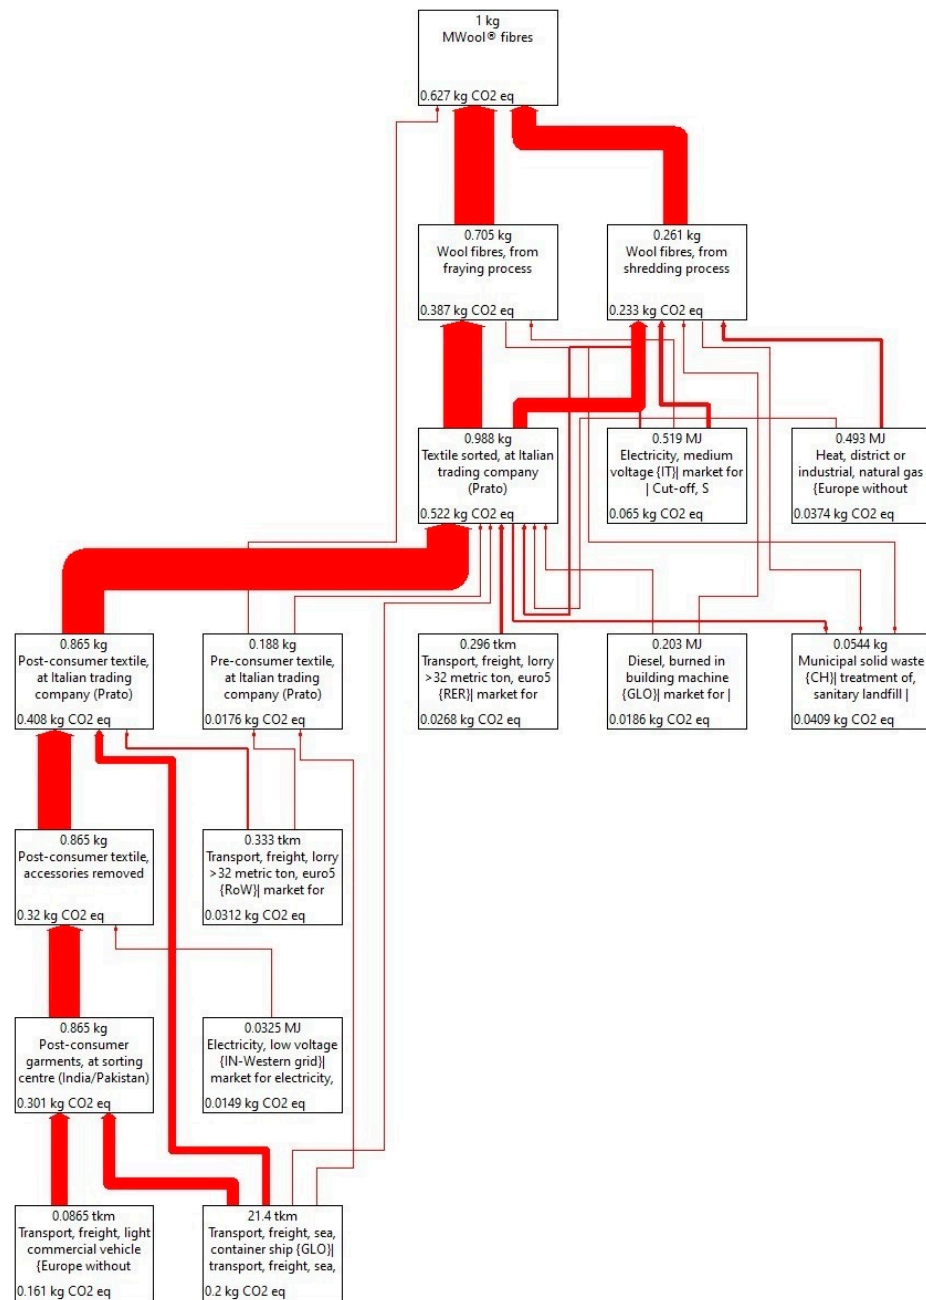 1 kg
MWool® fibres
0.627 kg CO2 eq
0.705 kg
Wool fibres, from
fraying process
0.387 kg CO2 eq
0.261 kg
Wool fibres, from
shredding process
0.233 kg CO2 eq
0.988 kg
Textile sorted, at Italian
trading company
(Prato)
0.522 kg CO2 eq
0.519 MJ
Electricity, medium
voltage {IT}| market for
| Cut-off, S
0.065 kg CO2 eq
0.493 MJ
Heat, district or
industrial, natural gas
{Europe without
0.0374 kg CO2 eq
0.865 kg
Post-consumer textile,
at Italian trading
company (Prato)
0.408 kg CO2 eq
0.188 kg
Pre-consumer textile,
at Italian trading
company (Prato)
0.0176 kg CO2 eq
0.296 tkm
Transport, freight, lorry
>32 metric ton, euro5
{RER}| market for
0.0268 kg CO2 eq
0.203 MJ
Diesel, burned in
building machine
{GLO}| market for |
0.0186 kg CO2 eq
0.0544 kg
Municipal solid waste
{CH}| treatment of,
sanitary landfill |
0.0409 kg CO2 eq
0.865 kg
Post-consumer textile,
accessories removed
0.32 kg CO2 eq
0.333 tkm
Transport, freight, lorry
>32 metric ton, euro5
{RoW}| market for
0.0312 kg CO2 eq
0.865 kg
Post-consumer
garments, at sorting
centre (India/Pakistan)
0.301 kg CO2 eq
0.0325 MJ
Electricity, low voltage
{IN-Western grid}|
market for electricity,
0.0149 kg CO2 eq
0.0865 tkm
Transport, freight, light
commercial vehicle
{Europe without
0.161 kg CO2 eq
21.4 tkm
Transport, freight, sea,
container ship {GLO}|
transport, freight, sea,
0.2 kg CO2 eq